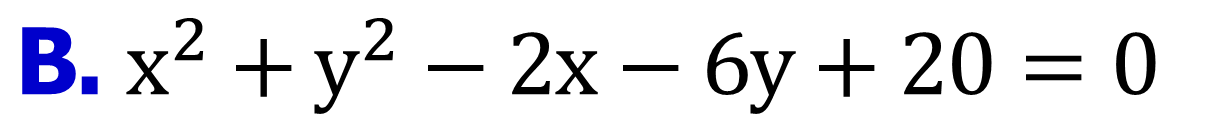 B. x² + y² − 2x − 6y + 20 = 0